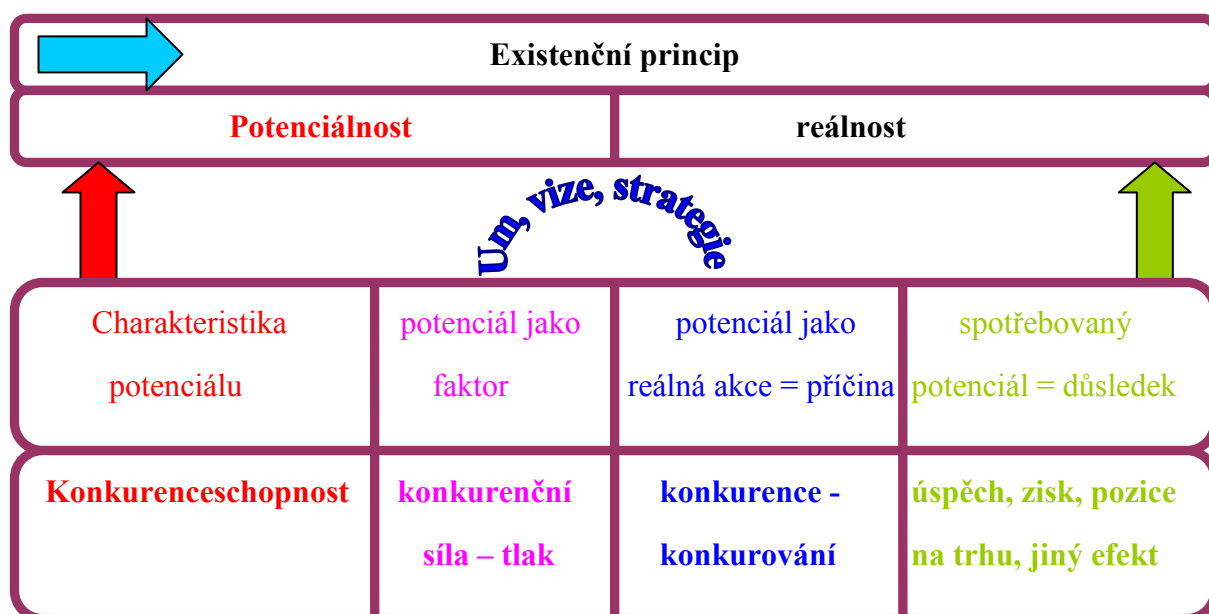 Existenční princip
Potenciálnost
reálnost
Um, vize, strategie
Charakteristika
potenciálu
potenciál jako
faktor
potenciál jako
reálná akce = příčina
spotřebovaný
potenciál = důsledek
Konkurenceschopnost
konkurenční
síla – tlak
konkurence -
konkurování
úspěch, zisk, pozice
na trhu, jiný efekt